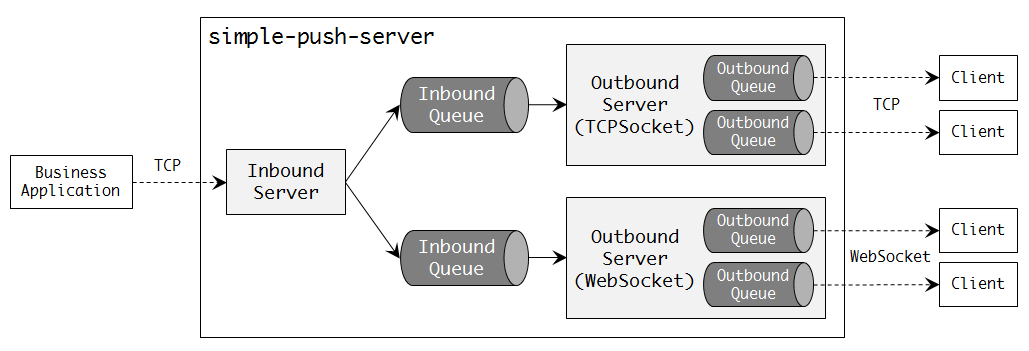 simple-push-server
Business
Application
TCP
Inbound
Server
Inbound
Queue
Outbound
Server
(TCPSocket)
Outbound
Queue
Outbound
Queue
TCP
Client
Client
Inbound
Queue
Outbound
Server
(WebSocket)
Outbound
Queue
Outbound
Queue
WebSocket
Client
Client